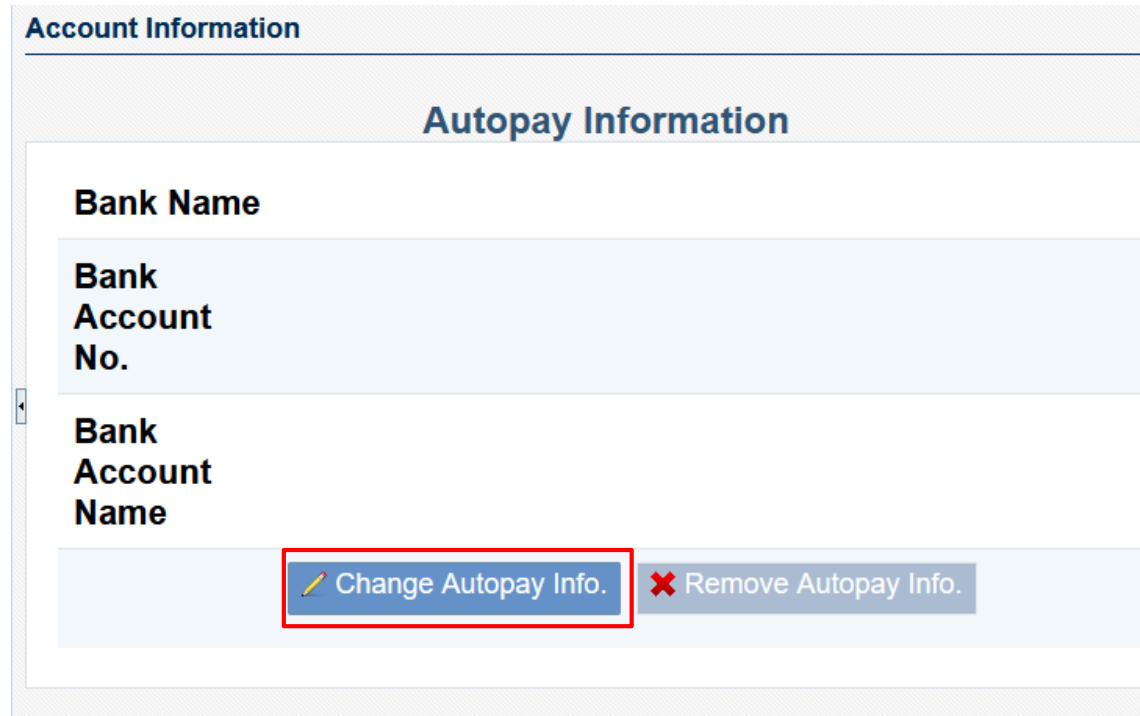 Account Information
Autopay Information
Bank Name
Bank
Account
No.
Bank
Account
Name
Change Autopay Info. Remove Autopay Info.